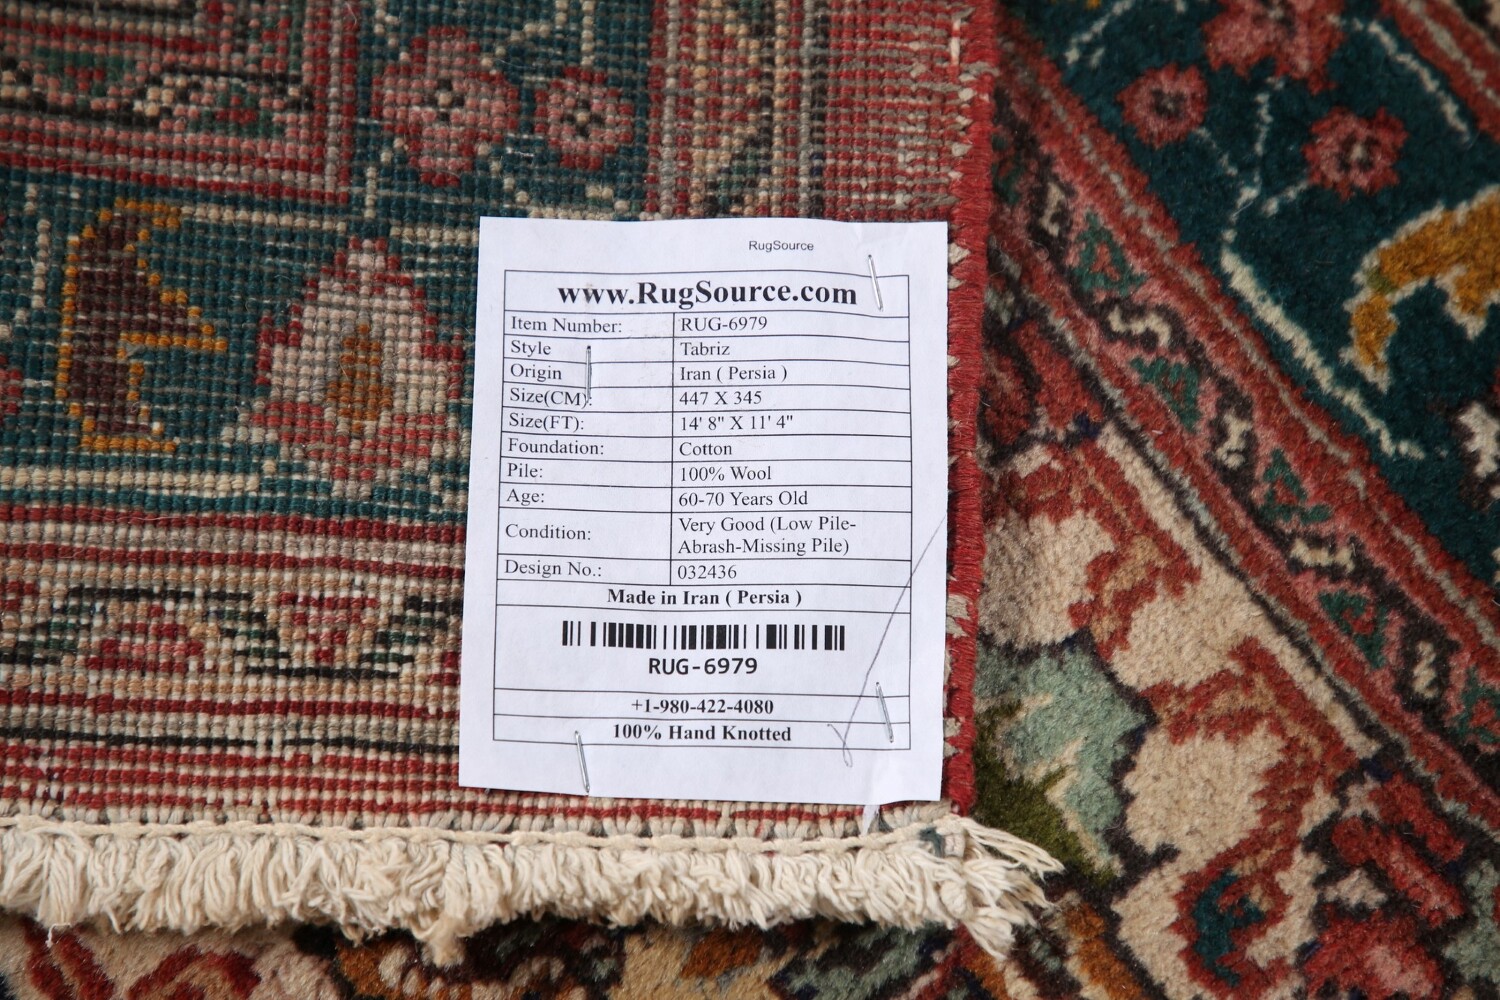 RugSource
www.RugSource.com
Item Number: RUG-6979
Style Tabriz
Origin Iran ( Persia )
Size(CM): 447 X 345
Size(FT): 14' 8" X 11' 4"
Foundation: Cotton
Pile: 100% Wool
Age: 60-70 Years Old
Condition: Very Good (Low Pile-
Abrash-Missing Pile)
Design No.: 032436
Made in Iran ( Persia )
RUG-6979
+1-980-422-4080
100% Hand Knotted